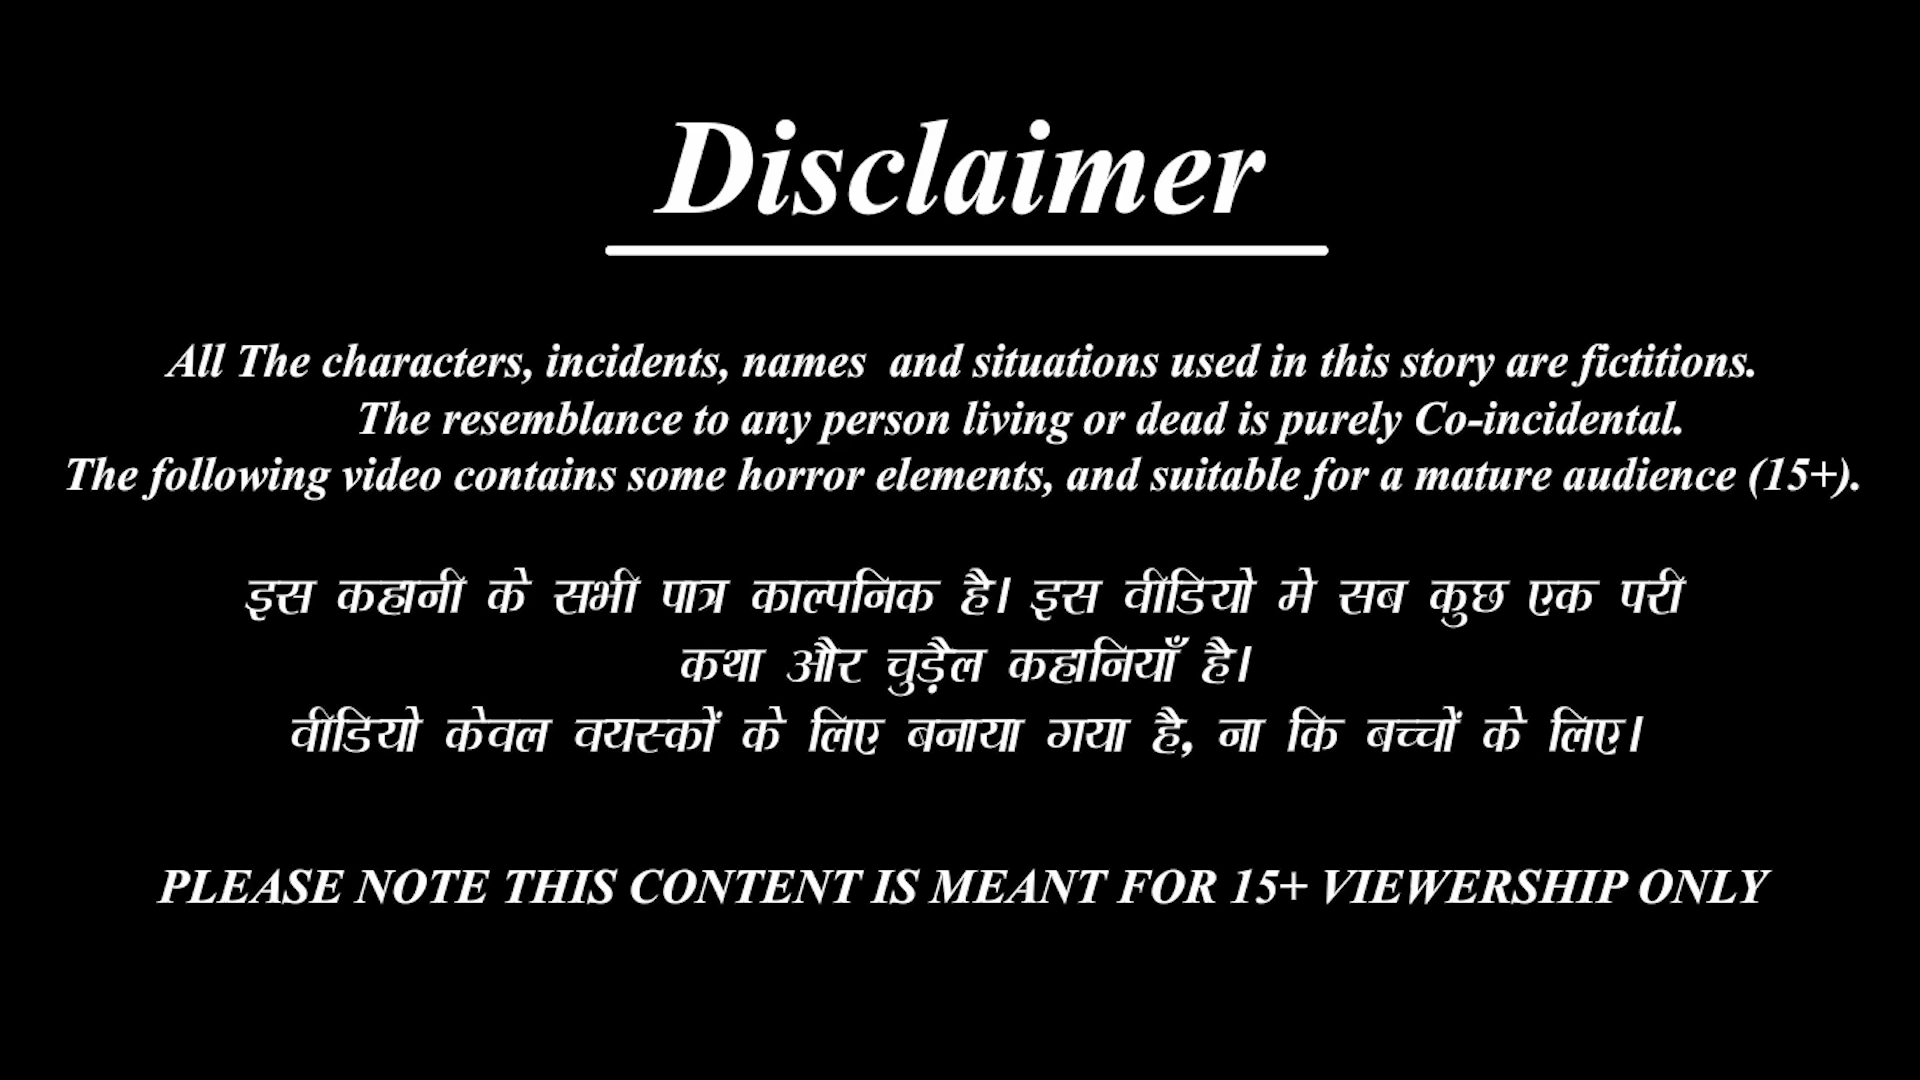 Disclaimer
All The characters, incidents, names  and situations used in this story are fictitions.
The resemblance to any person living or dead is purely Co-incidental.
The following video contains some horror elements, and suitable for a mature audience (15+).
इस कहानी के सभी पात्र काल्पनिक है। इस वीडियो मे सब कुछ एक परी
कथा और चुड़ैल कहानियाँ है।
वीडियो केवल वयस्कों के लिए बनाया गया है, ना कि बच्चों के लिए।
PLEASE NOTE THIS CONTENT IS MEANT FOR 15+ VIEWERSHIP ONLY